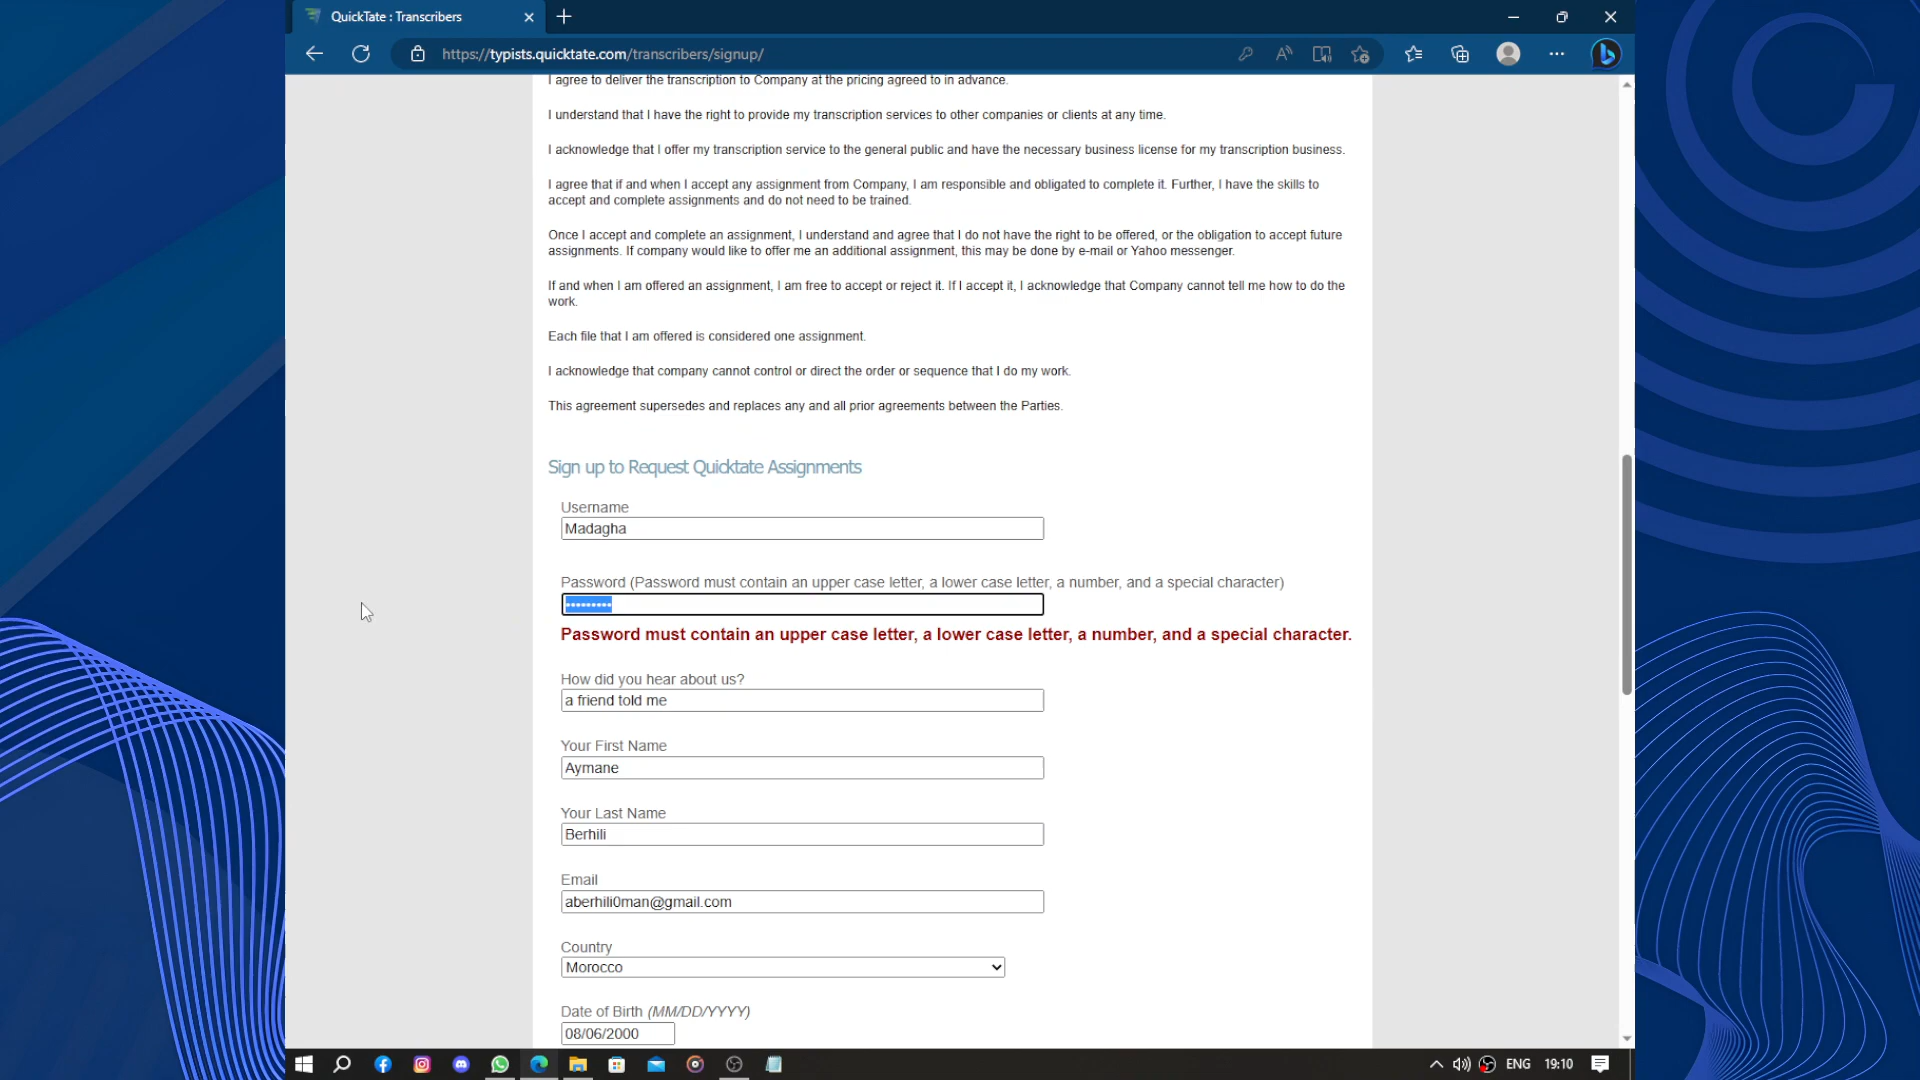 QuickTate : Transcribers
https://typists.quicktate.com/transcribers/signup/
I agree to deliver the transcription to Company at the pricing agreed to in advance.
I understand that I have the right to provide my transcription services to other companies or clients at any time.
I acknowledge that I offer my transcription service to the general public and have the necessary business license for my transcription business.
I agree that if and when I accept any assignment from Company, I am responsible and obligated to complete it. Further, I have the skills to
accept and complete assignments and do not need to be trained.
Once I accept and complete an assignment, I understand and agree that I do not have the right to be offered, or the obligation to accept future
assignments. If company would like to offer me an additional assignment, this may be done by e-mail or Yahoo messenger.
If and when I am offered an assignment, I am free to accept or reject it. If I accept it, I acknowledge that Company cannot tell me how to do the
work.
Each file that I am offered is considered one assignment.
I acknowledge that company cannot control or direct the order or sequence that I do my work.
This agreement supersedes and replaces any and all prior agreements between the Parties.
Sign up to Request Quicktate Assignments
Username
Madagha
Password (Password must contain an upper case letter, a lower case letter, a number, and a special character)
•••••••••
Password must contain an upper case letter, a lower case letter, a number, and a special character.
How did you hear about us?
a friend told me
Your First Name
Aymane
Your Last Name
Berhili
Email
aberhili0man@gmail.com
Country
Morocco
Date of Birth (MM/DD/YYYY)
08/06/2000
ENG 19:10